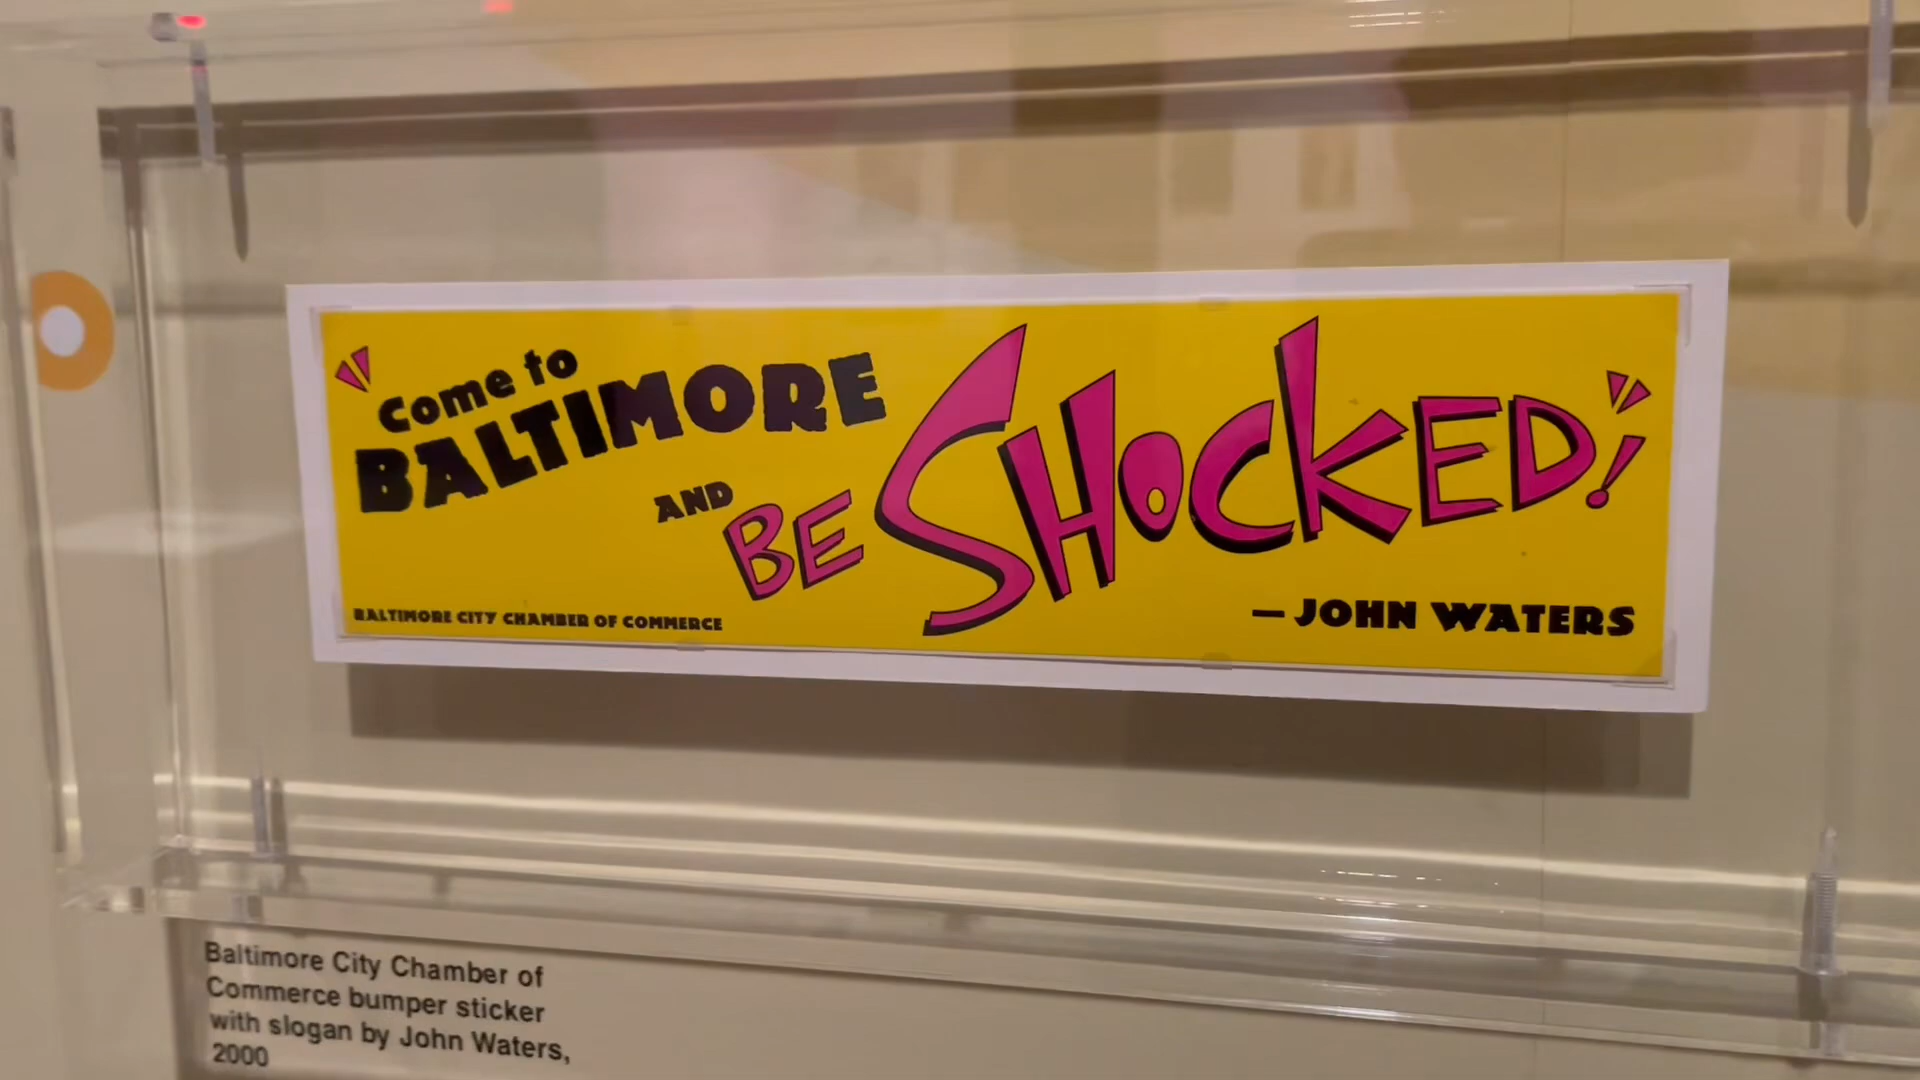 "Come to
BALTIMORE
AND BE SHOCKED!"
BALTIMORE CITY CHAMBER OF COMMERCE
— JOHN WATERS
Baltimore City Chamber of
Commerce bumper sticker
with slogan by John Waters,
2000